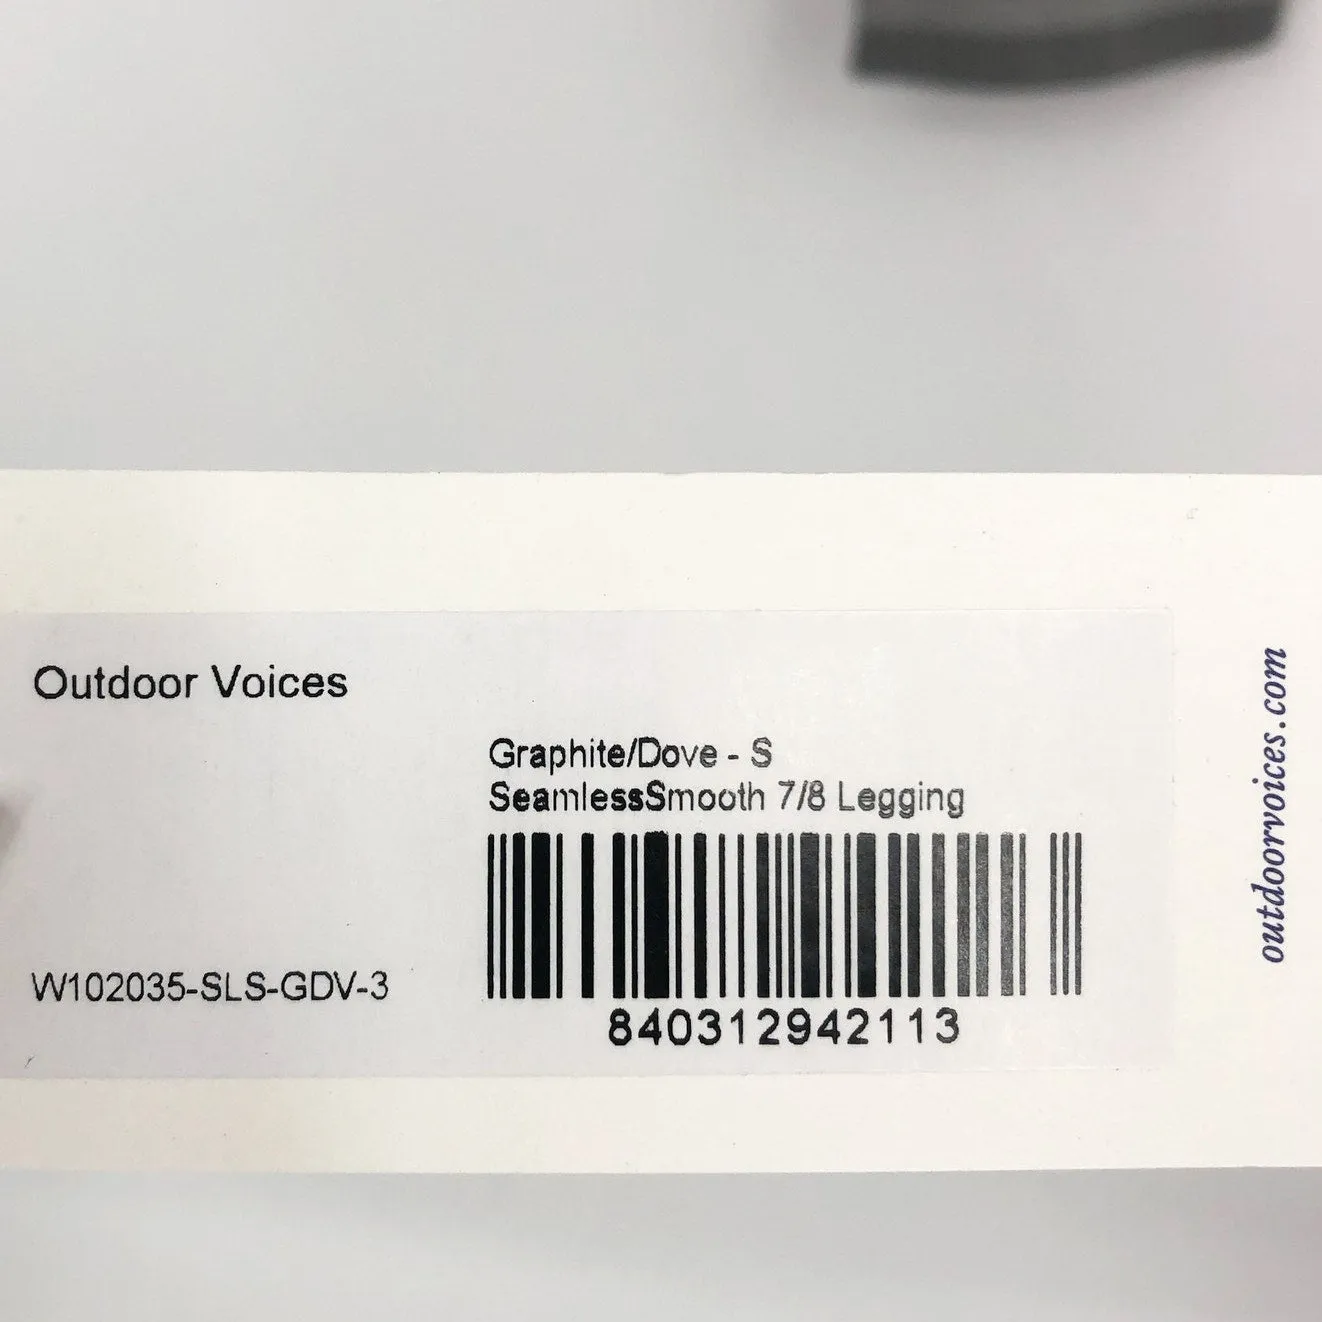 Outdoor Voices
Graphite/Dove - S
SeamlessSmooth 7/8 Legging
W102035-SLS-GDV-3
840312942113
outdoorvoices.com